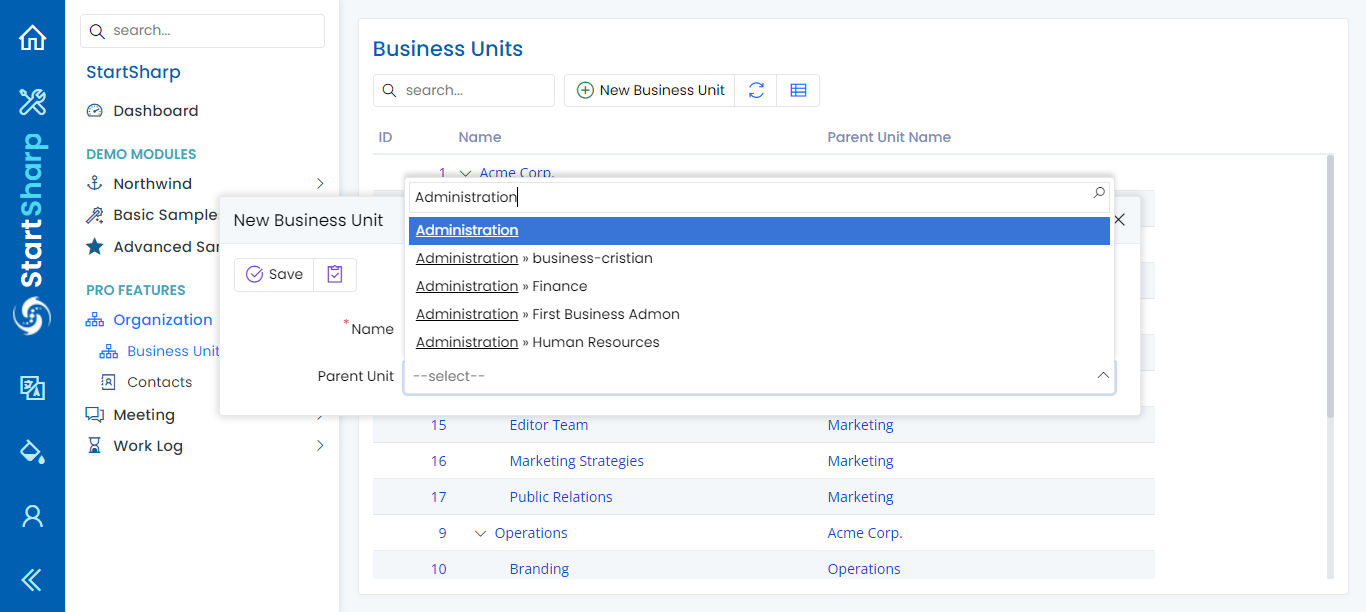 StartSharp
search...
StartSharp
Dashboard
DEMO MODULES
Northwind
Basic Sample
Advanced Sa
PRO FEATURES
Organization
Business Unit
Contacts
Meeting
Work Log
Business Units
search...
New Business Unit
ID Name Parent Unit Name
1 Acme Corp.
New Business Unit
Administration
Administration
Administration » business-cristian
Administration » Finance
Administration » First Business Admon
Administration » Human Resources
Save
*Name
Parent Unit --select--
15 Editor Team Marketing
16 Marketing Strategies Marketing
17 Public Relations Marketing
9 Operations Acme Corp.
10 Branding Operations